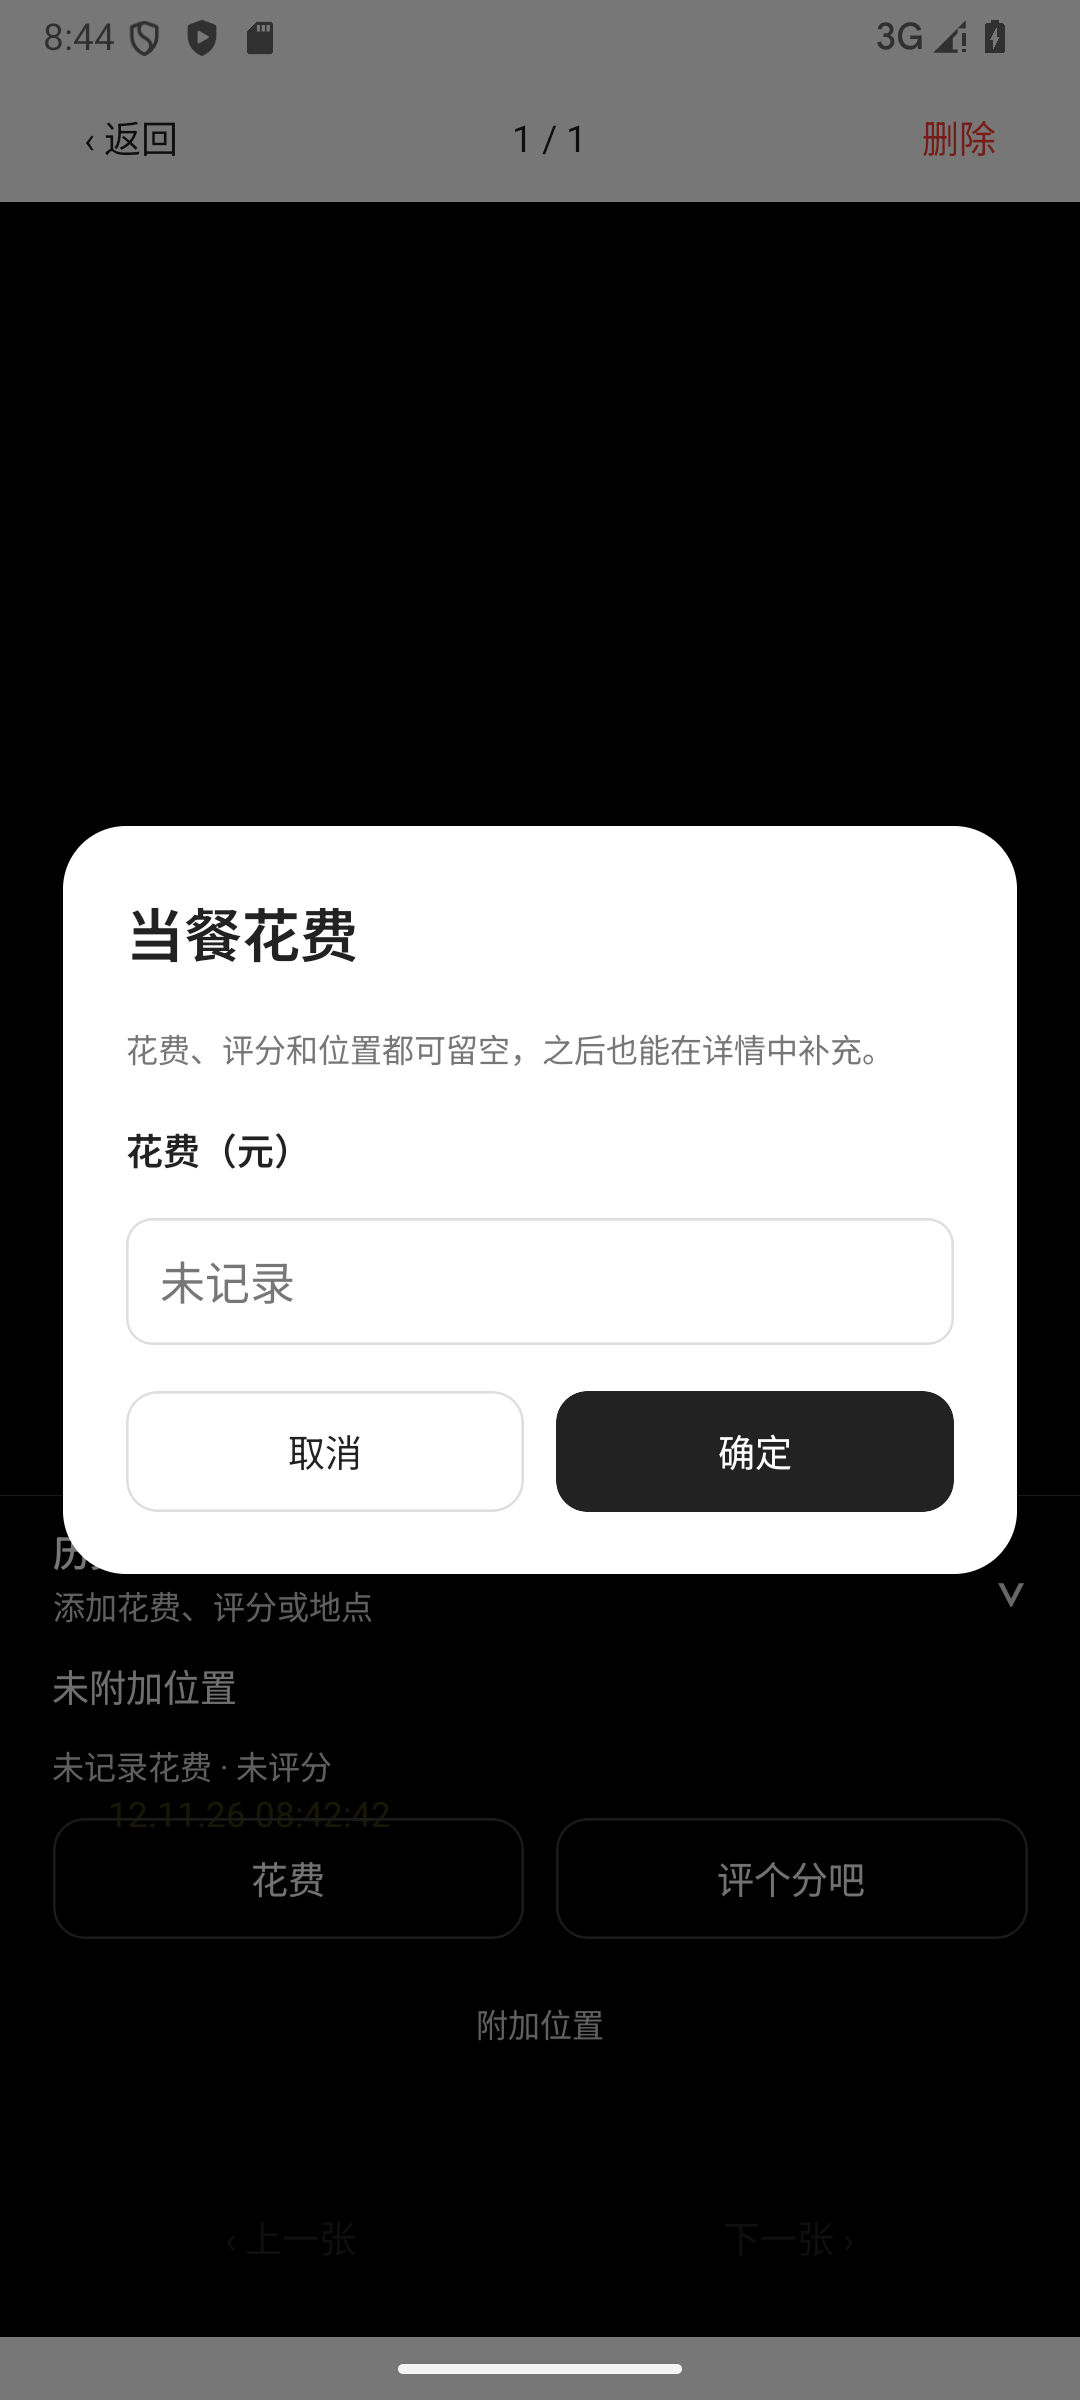 8:44
3G
‹ 返回
1 / 1
删除
当餐花费
花费、评分和位置都可留空，之后也能在详情中补充。
花费（元）
未记录
取消
确定
添加花费、评分或地点
未附加位置
未记录花费 · 未评分
12.11.26 08:42:42
花费
评个分吧
附加位置
‹ 上一张
下一张 ›